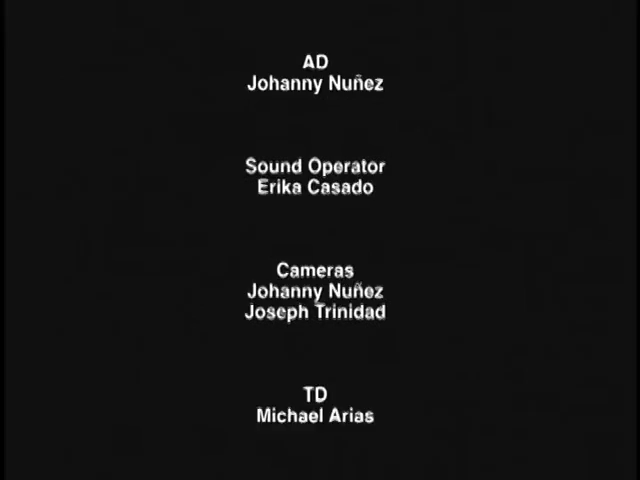 AD
Johanny Nuñez
Sound Operator
Erika Casado
Cameras
Johanny Nuñez
Joseph Trinidad
TD
Michael Arias